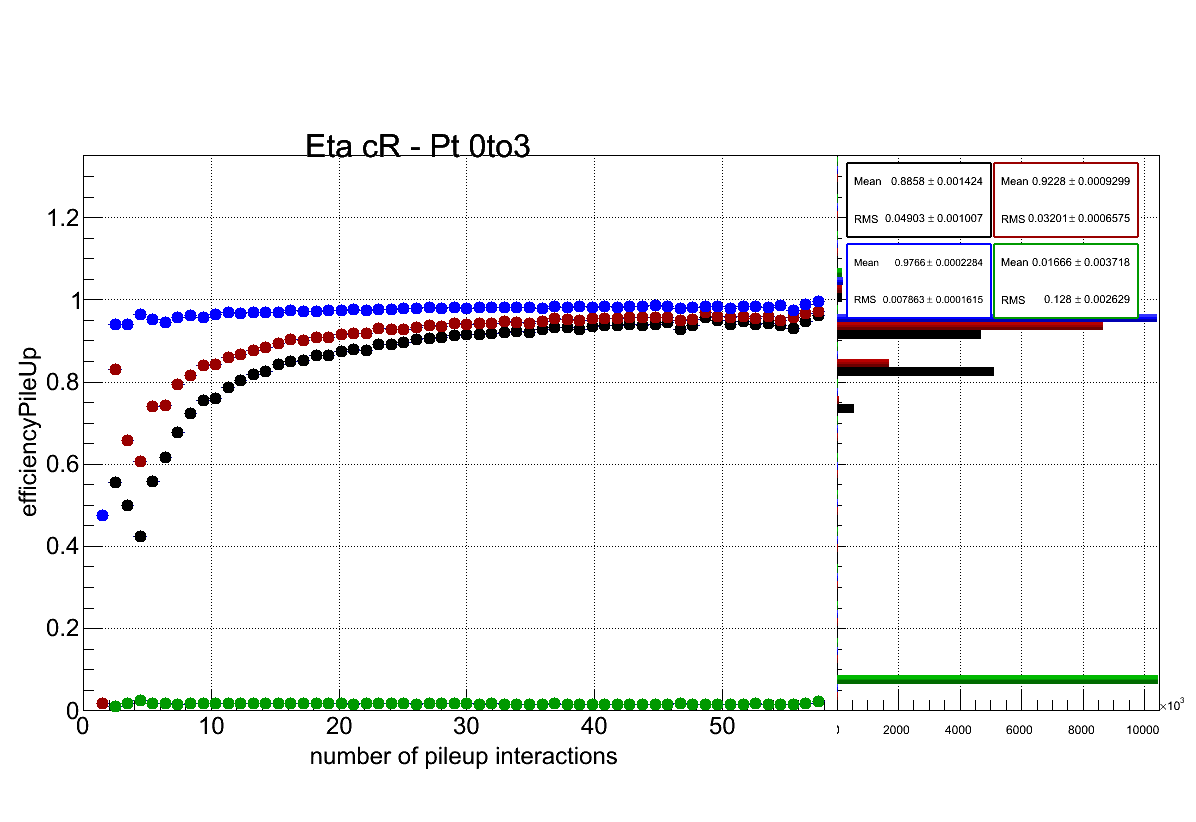 Eta cR - Pt 0to3
efficiencyPileUp
1.2
1
0.8
0.6
0.4
0.2
0
0 10 20 30 40 50
number of pileup interactions
Mean 0.8858 ± 0.001424
RMS 0.04903 ± 0.001007
Mean 0.9228 ± 0.0009299
RMS 0.03201 ± 0.0006575
Mean 0.9766 ± 0.0002284
RMS 0.007863 ± 0.0001615
Mean 0.01666 ± 0.003718
RMS 0.128 ± 0.002629
2000 4000 6000 8000 10000
×10³